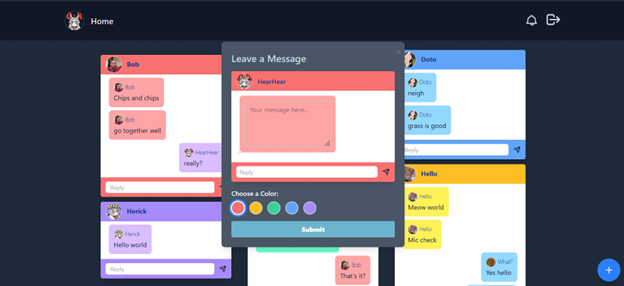 Home
Bob
Bob
Chips and chips
Bob
go together well
HearHear
really?
Reply
Herick
Herick
Hello world
Reply
Leave a Message
HearHear
Your message here...
Reply
Choose a Color:
Submit
Bob
That's it?
Doto
Doto
neigh
Doto
grass is good
Reply
Hello
Hello
Meow world
Hello
Mic check
What?
Yes hello